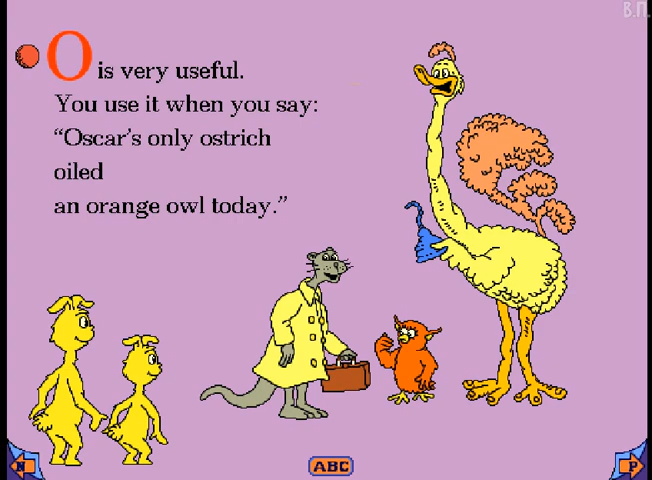 B.П.
O is very useful.
You use it when you say:
“Oscar’s only ostrich
oiled
an orange owl today.”
N
ABC
P